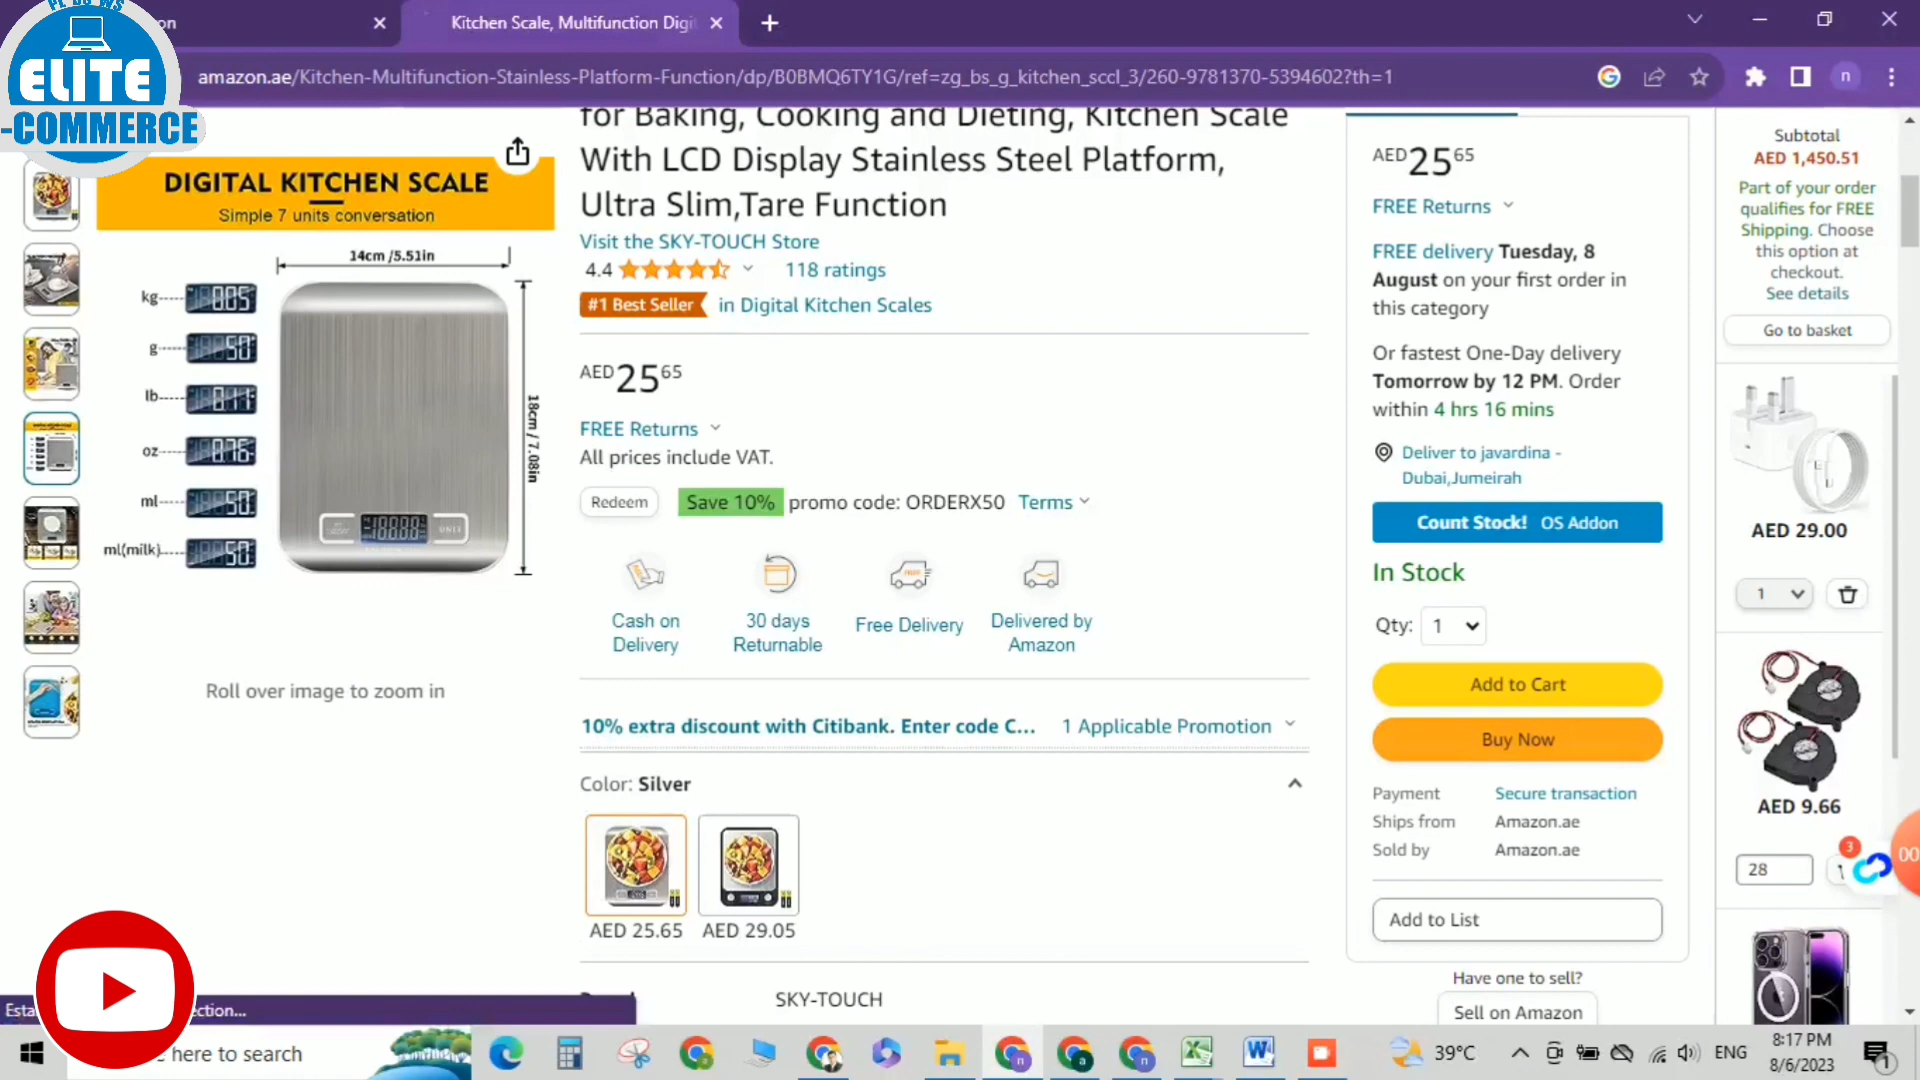 ELITE
-COMMERCE
on
Kitchen Scale, Multifunction Digi
amazon.ae/Kitchen-Multifunction-Stainless-Platform-Function/dp/B0BMQ6TY1G/ref=zg_bs_g_kitchen_sccl_3/260-9781370-5394602?th=1
n
DIGITAL KITCHEN SCALE
Simple 7 units conversation
14cm /5.51in
18cm / 7.08in
kg
g
lb
oz
ml
ml(milk)
UNIT
Roll over image to zoom in
for Baking, Cooking and Dieting, Kitchen Scale
With LCD Display Stainless Steel Platform,
Ultra Slim,Tare Function
Visit the SKY-TOUCH Store
4.4
118 ratings
#1 Best Seller in Digital Kitchen Scales
AED 25 65
FREE Returns
All prices include VAT.
Redeem Save 10% promo code: ORDERX50 Terms
Cash on
Delivery
30 days
Returnable
Free Delivery
Delivered by
Amazon
10% extra discount with Citibank. Enter code C... 1 Applicable Promotion
Color: Silver
AED 25.65 AED 29.05
SKY-TOUCH
AED 25 65
FREE Returns
FREE delivery Tuesday, 8
August on your first order in
this category
Or fastest One-Day delivery
Tomorrow by 12 PM. Order
within 4 hrs 16 mins
Deliver to javardina -
Dubai,Jumeirah
Count Stock! OS Addon
In Stock
Qty: 1
Add to Cart
Buy Now
Payment Secure transaction
Ships from Amazon.ae
Sold by Amazon.ae
Add to List
Have one to sell?
Sell on Amazon
Subtotal
AED 1,450.51
Part of your order
qualifies for FREE
Shipping. Choose
this option at
checkout.
See details
Go to basket
AED 29.00
1
AED 9.66
28
3
00
Esta
ection...
here to search
39°C
ENG
8:17 PM
8/6/2023
1